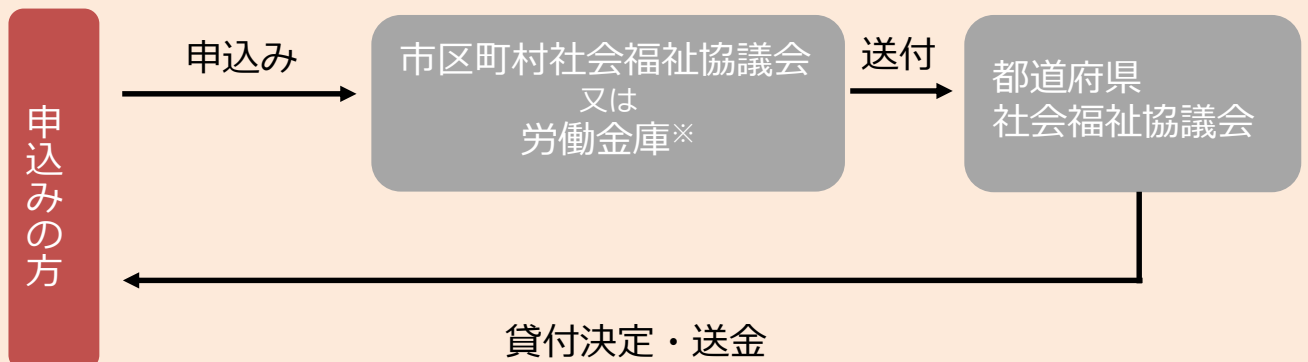 申込みの方
申込み
市区町村社会福祉協議会
又は
労働金庫※
送付
都道府県
社会福祉協議会
貸付決定・送金